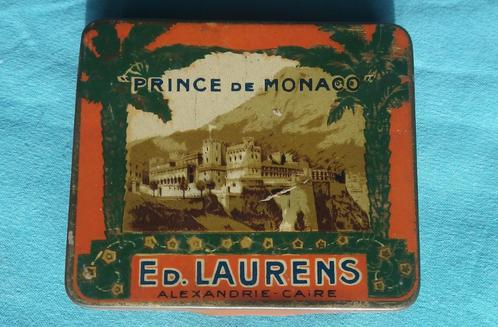 "PRINCE DE MONACO"
ED. LAURENS
ALEXANDRIE-CAIRE